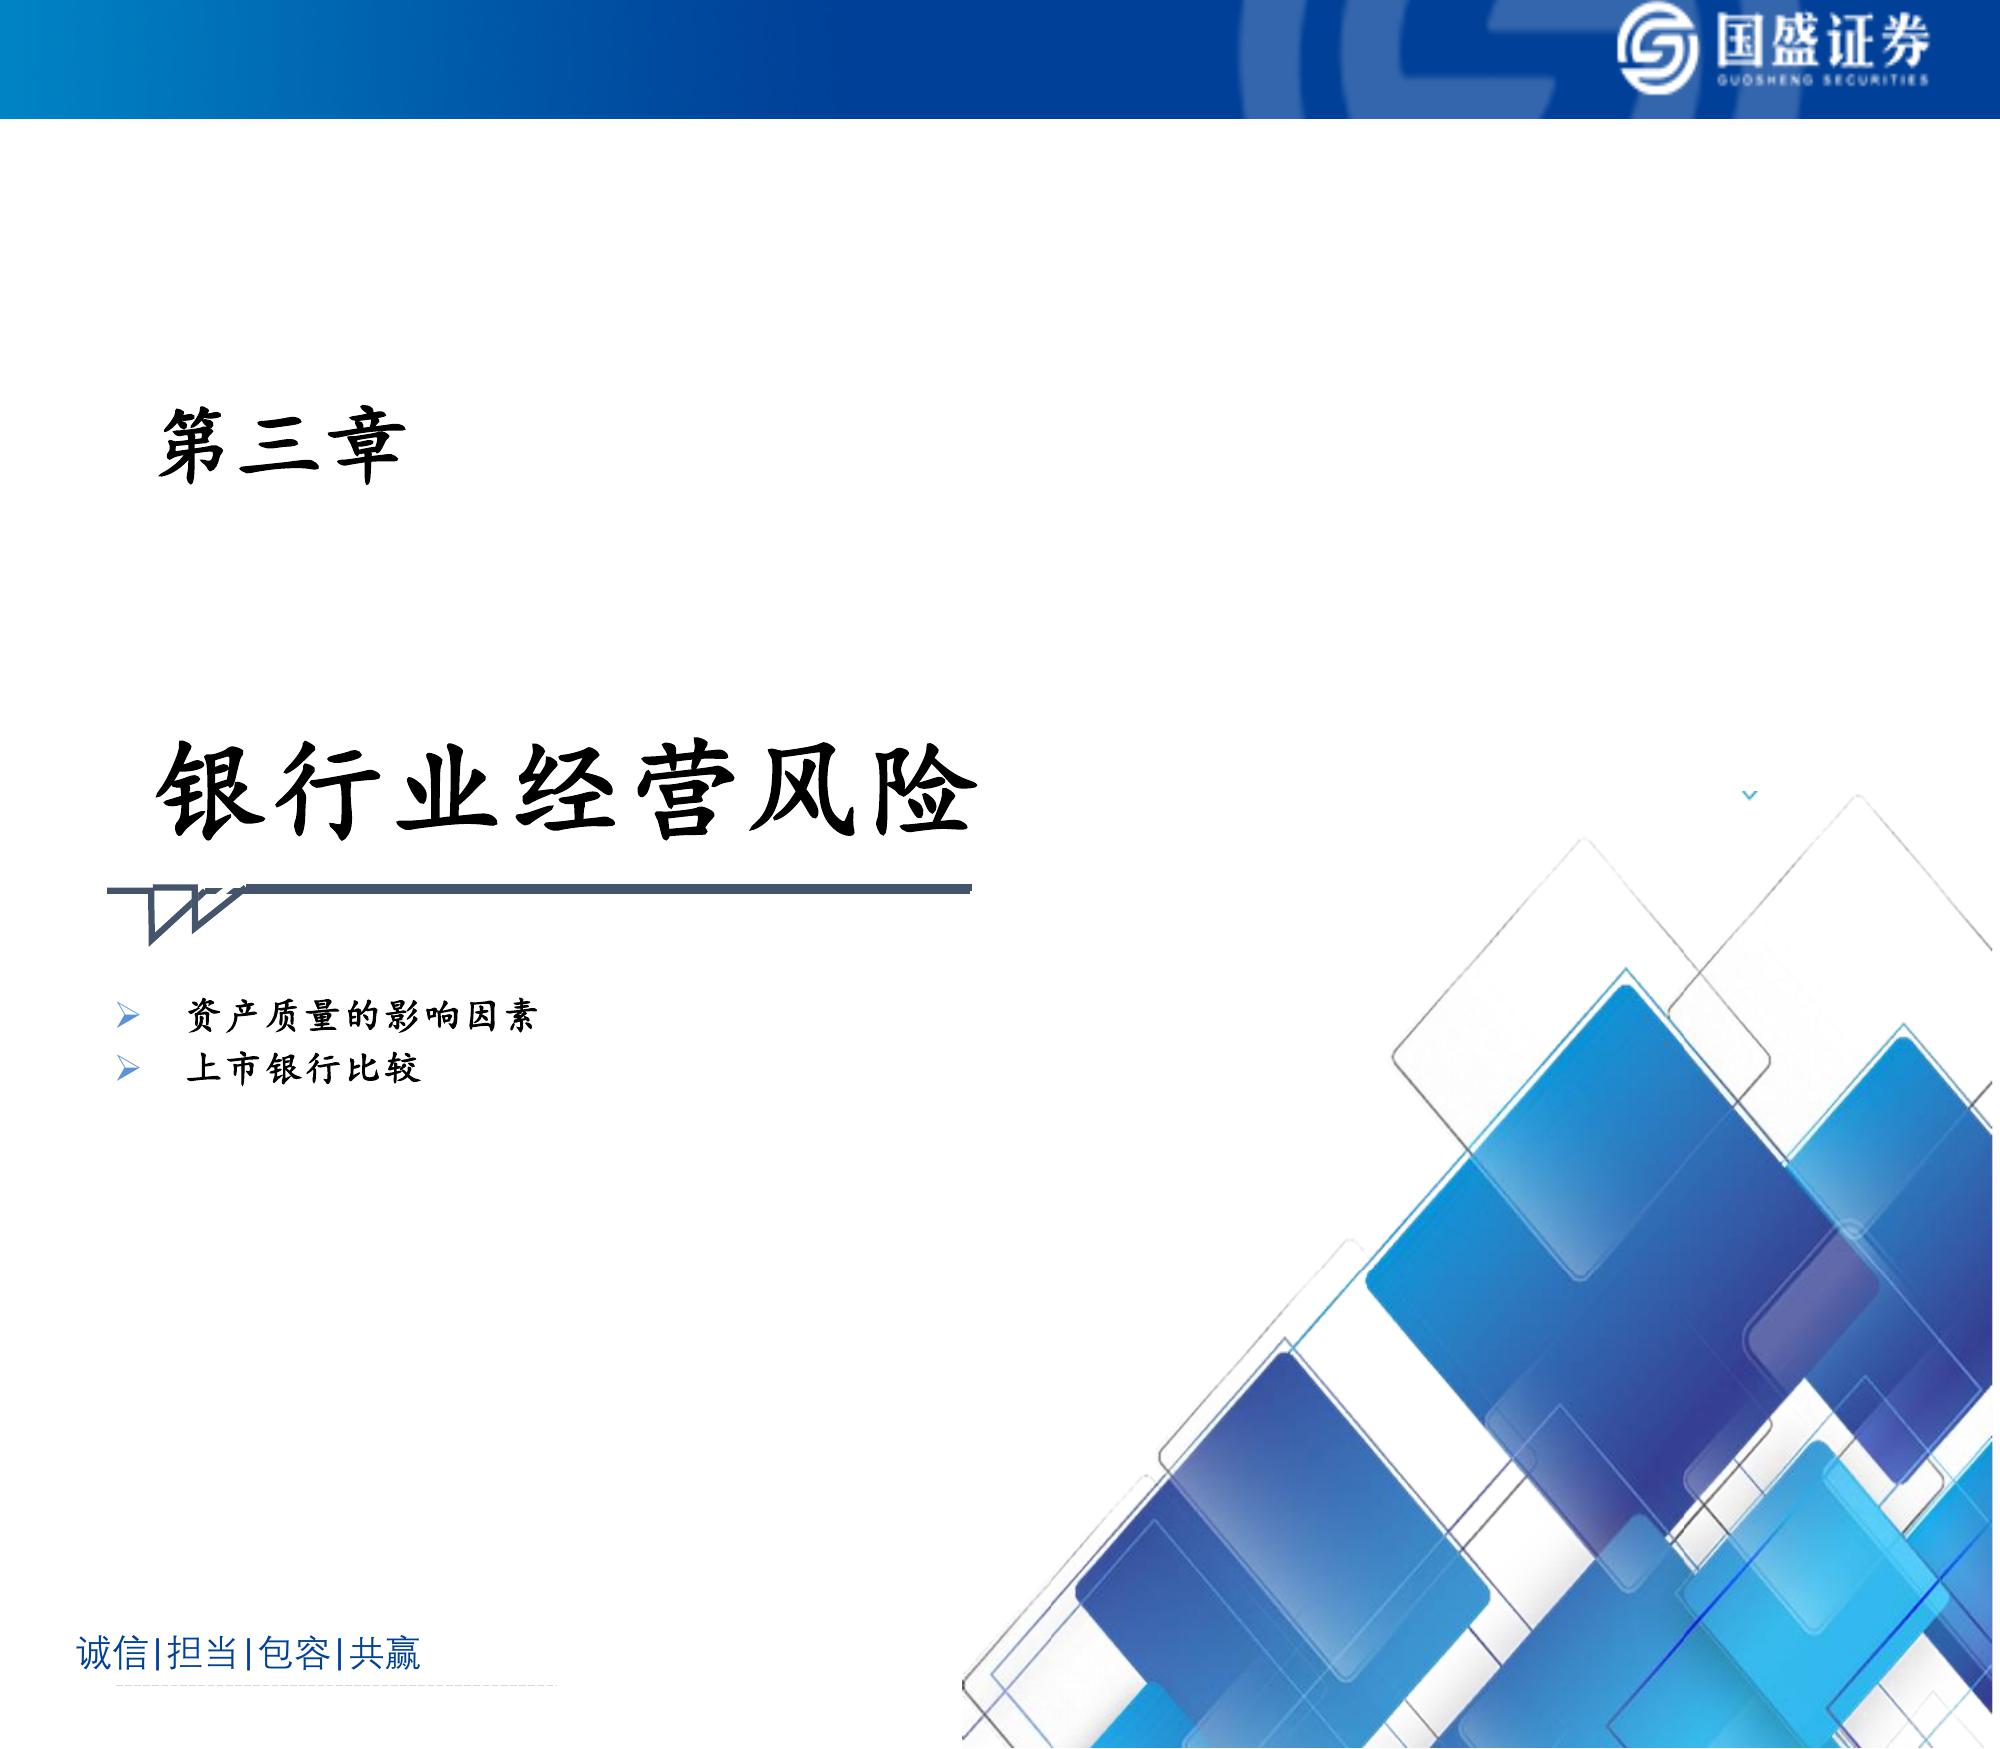 国盛证券
GUOSHENG SECURITIES
第三章
银行业经营风险
资产质量的影响因素
上市银行比较
诚信|担当|包容|共赢